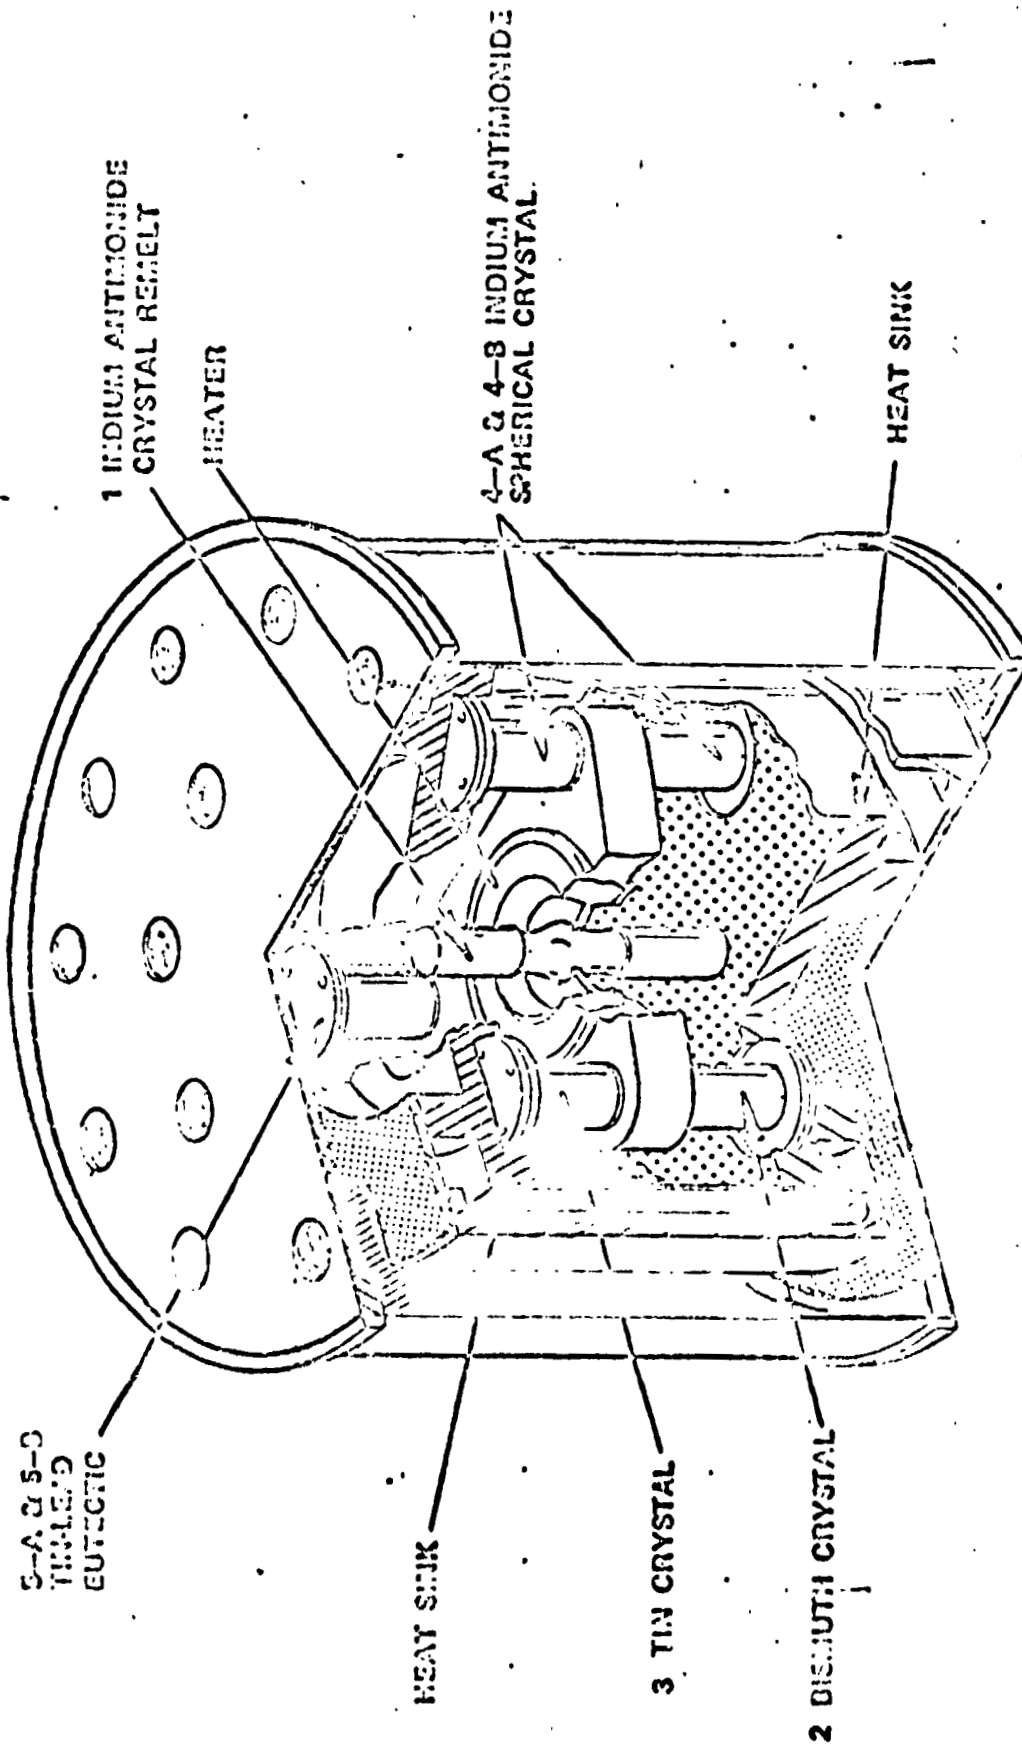 1 INDIUM ANTIMONIDE
CRYSTAL REMELT
HEATER
4-A & 4-B INDIUM ANTIMONIDE
SPHERICAL CRYSTAL
HEAT SINK
5-A & 5-B
TIN-LEAD
EUTECTIC
HEAT SINK
3 TIN CRYSTAL
2 BISMUTH CRYSTAL